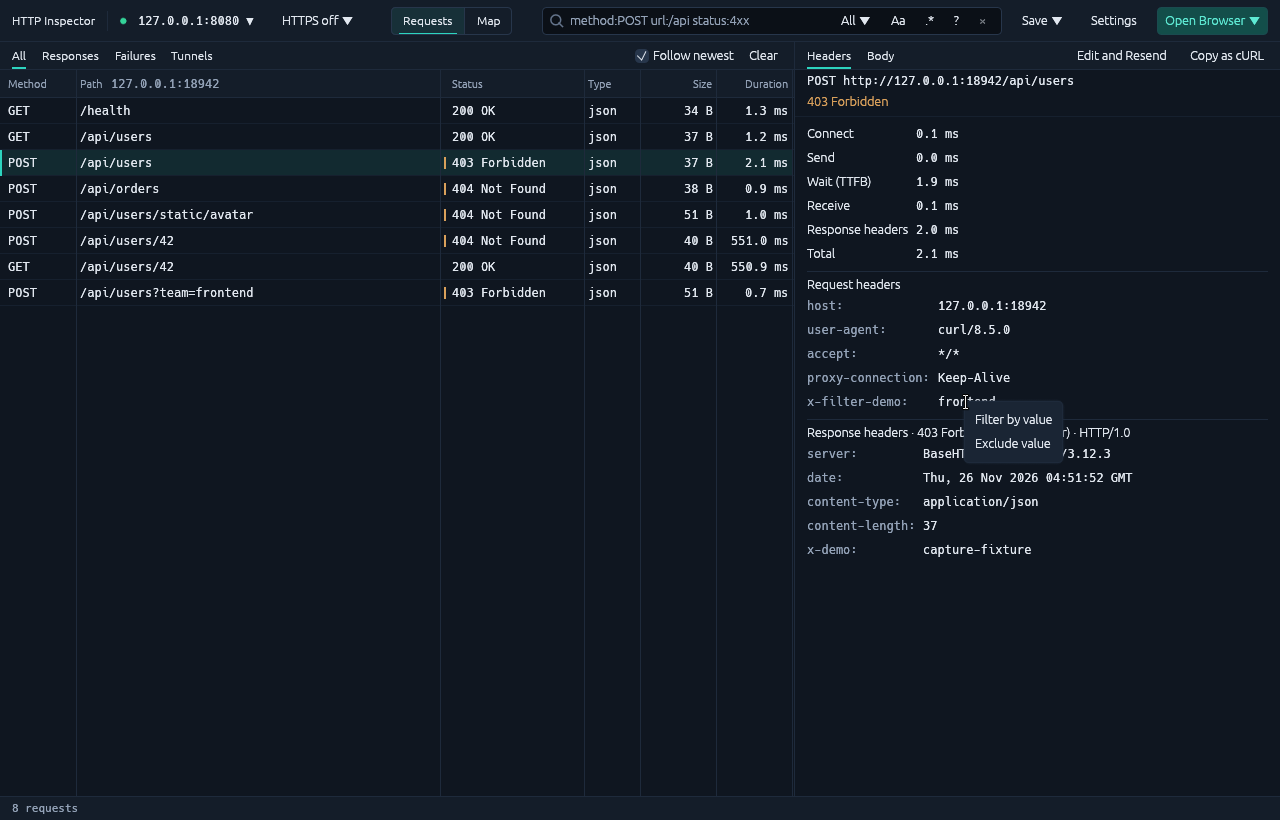 HTTP Inspector ● 127.0.0.1:8080 ▼ HTTPS off ▼ Requests Map method:POST url:/api status:4xx All ▼ Aa .* ? × Save ▼ Settings Open Browser ▼
All Responses Failures Tunnels Follow newest Clear
Method Path 127.0.0.1:18942 Status Type Size Duration
GET /health 200 OK json 34 B 1.3 ms
GET /api/users 200 OK json 37 B 1.2 ms
POST /api/users 403 Forbidden json 37 B 2.1 ms
POST /api/orders 404 Not Found json 38 B 0.9 ms
POST /api/users/static/avatar 404 Not Found json 51 B 1.0 ms
POST /api/users/42 404 Not Found json 40 B 551.0 ms
GET /api/users/42 200 OK json 40 B 550.9 ms
POST /api/users?team=frontend 403 Forbidden json 51 B 0.7 ms
Headers Body Edit and Resend Copy as cURL
POST http://127.0.0.1:18942/api/users
403 Forbidden
Connect 0.1 ms
Send 0.0 ms
Wait (TTFB) 1.9 ms
Receive 0.1 ms
Response headers 2.0 ms
Total 2.1 ms
Request headers
host: 127.0.0.1:18942
user-agent: curl/8.5.0
accept: */*
proxy-connection: Keep-Alive
x-filter-demo: frontend
Filter by value
Exclude value
Response headers · 403 Forb r) · HTTP/1.0
server: BaseHT /3.12.3
date: Thu, 26 Nov 2026 04:51:52 GMT
content-type: application/json
content-length: 37
x-demo: capture-fixture
8 requests